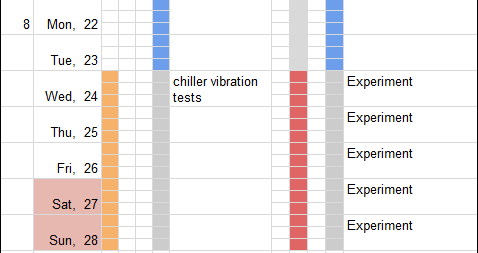 8 Mon, 22
Tue, 23
Wed, 24 chiller vibration tests Experiment
Thu, 25 Experiment
Fri, 26 Experiment
Sat, 27 Experiment
Sun, 28 Experiment